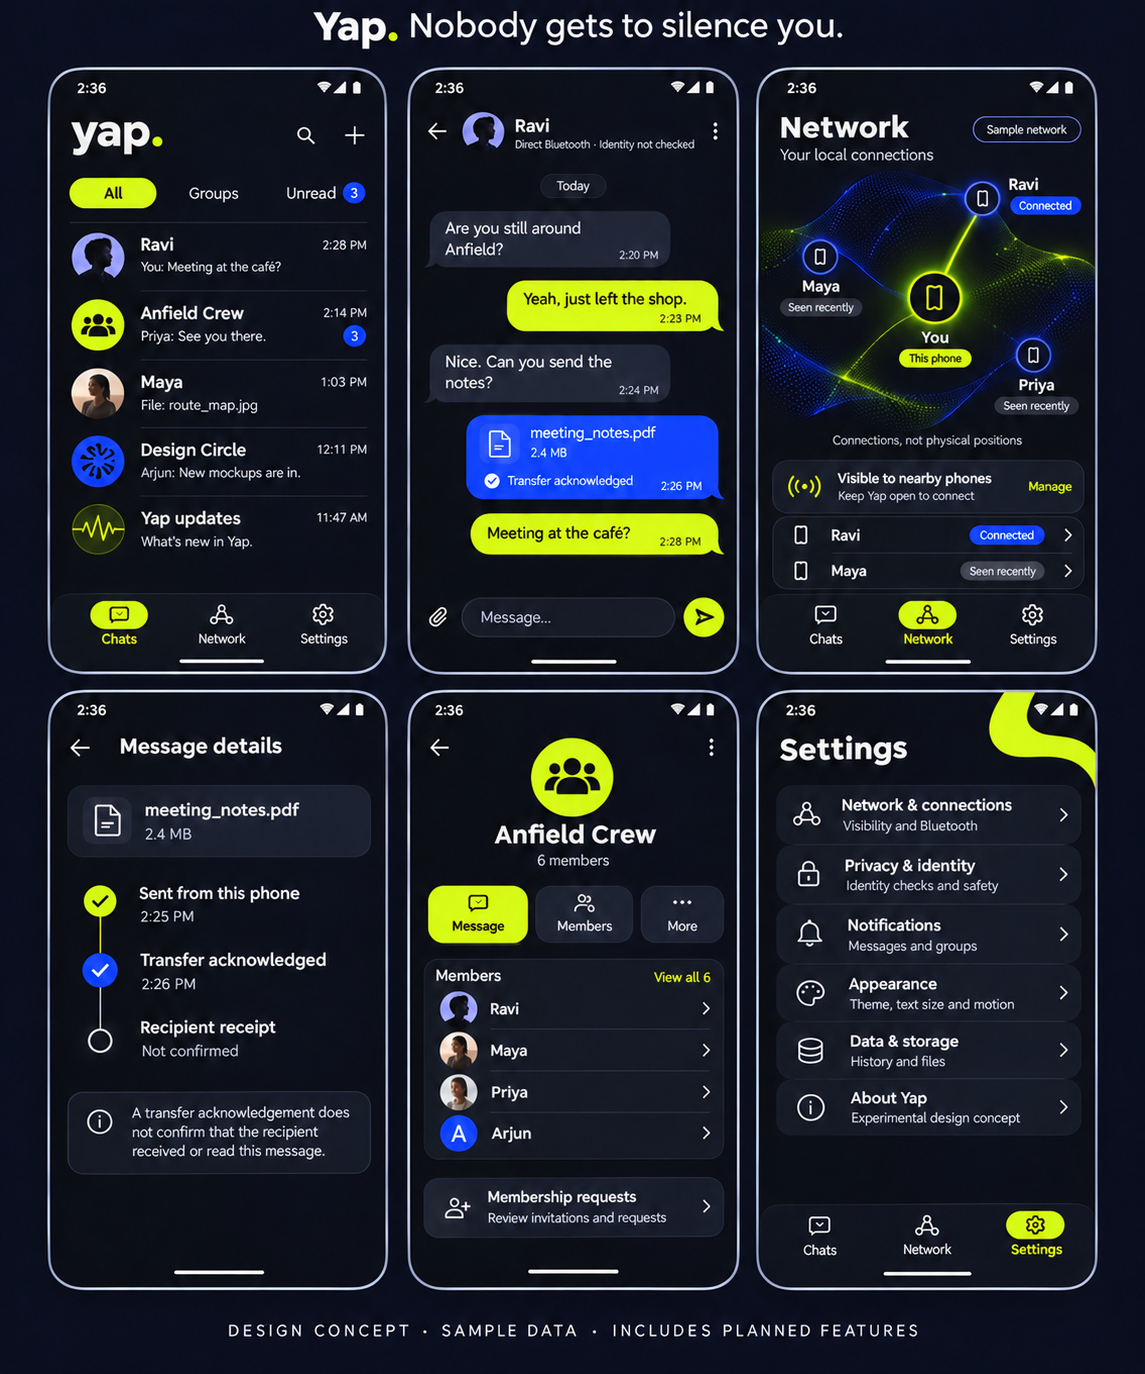 Yap. Nobody gets to silence you.
2:36
yap.
All
Groups
Unread 3
Ravi
2:28 PM
You: Meeting at the café?
Anfield Crew
2:14 PM
Priya: See you there.
3
Maya
1:03 PM
File: route_map.jpg
Design Circle
12:11 PM
Arjun: New mockups are in.
Yap updates
11:47 AM
What's new in Yap.
Chats
Network
Settings
2:36
Ravi
Direct Bluetooth · Identity not checked
Today
Are you still around
Anfield?
2:20 PM
Yeah, just left the shop.
2:23 PM
Nice. Can you send the
notes?
2:24 PM
meeting_notes.pdf
2.4 MB
Transfer acknowledged
2:26 PM
Meeting at the café?
2:28 PM
Message...
2:36
Network
Sample network
Your local connections
Ravi
Connected
Maya
Seen recently
You
This phone
Priya
Seen recently
Connections, not physical positions
Visible to nearby phones
Keep Yap open to connect
Manage
Ravi
Connected
Maya
Seen recently
Chats
Network
Settings
2:36
Message details
meeting_notes.pdf
2.4 MB
Sent from this phone
2:25 PM
Transfer acknowledged
2:26 PM
Recipient receipt
Not confirmed
A transfer acknowledgement does
not confirm that the recipient
received or read this message.
2:36
Anfield Crew
6 members
Message
Members
More
Members
View all 6
Ravi
Maya
Priya
A
Arjun
Membership requests
Review invitations and requests
2:36
Settings
Network & connections
Visibility and Bluetooth
Privacy & identity
Identity checks and safety
Notifications
Messages and groups
Appearance
Theme, text size and motion
Data & storage
History and files
About Yap
Experimental design concept
Chats
Network
Settings
DESIGN CONCEPT · SAMPLE DATA · INCLUDES PLANNED FEATURES